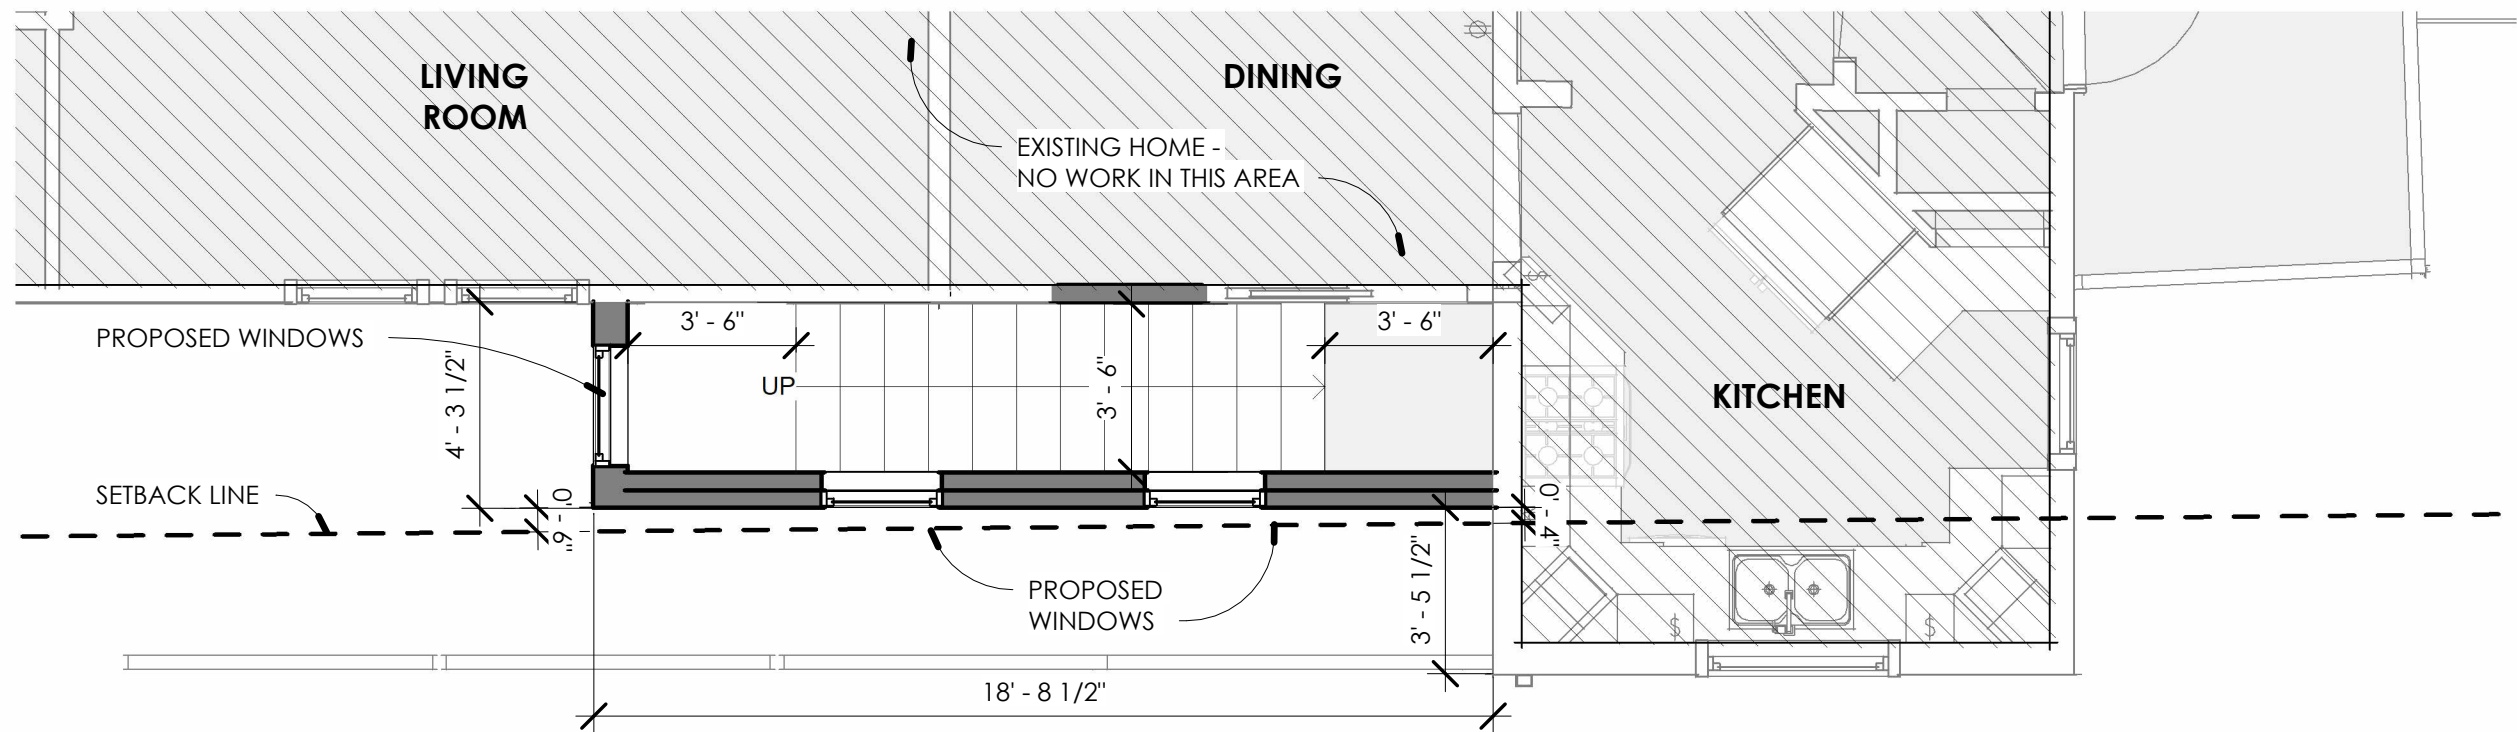 LIVING
ROOM
DINING
EXISTING HOME -
NO WORK IN THIS AREA
PROPOSED WINDOWS
3' - 6"
3' - 6"
4' - 3 1/2"
UP
3' - 6"
KITCHEN
SETBACK LINE
0' - 6"
0' - 4"
PROPOSED
WINDOWS
3' - 5 1/2"
18' - 8 1/2"
$
$
$